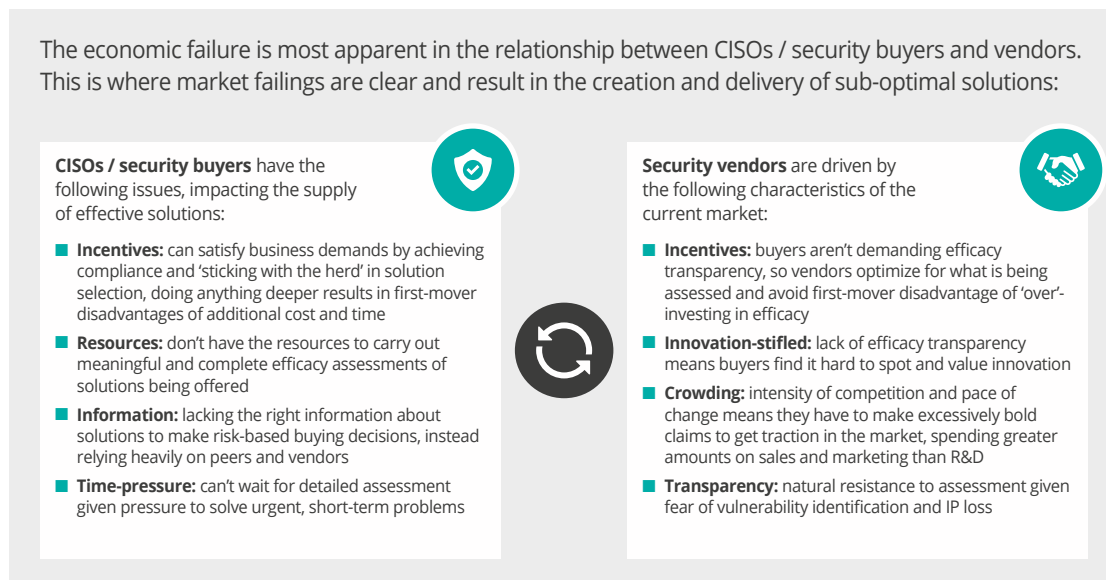 The economic failure is most apparent in the relationship between CISOs / security buyers and vendors.
This is where market failings are clear and result in the creation and delivery of sub-optimal solutions:
CISOs / security buyers have the
following issues, impacting the supply
of effective solutions:
Incentives: can satisfy business demands by achieving
compliance and ‘sticking with the herd’ in solution
selection, doing anything deeper results in first-mover
disadvantages of additional cost and time
Resources: don’t have the resources to carry out
meaningful and complete efficacy assessments of
solutions being offered
Information: lacking the right information about
solutions to make risk-based buying decisions, instead
relying heavily on peers and vendors
Time-pressure: can’t wait for detailed assessment
given pressure to solve urgent, short-term problems
Security vendors are driven by
the following characteristics of the
current market:
Incentives: buyers aren’t demanding efficacy
transparency, so vendors optimize for what is being
assessed and avoid first-mover disadvantage of ‘over’-
investing in efficacy
Innovation-stifled: lack of efficacy transparency
means buyers find it hard to spot and value innovation
Crowding: intensity of competition and pace of
change means they have to make excessively bold
claims to get traction in the market, spending greater
amounts on sales and marketing than R&D
Transparency: natural resistance to assessment given
fear of vulnerability identification and IP loss